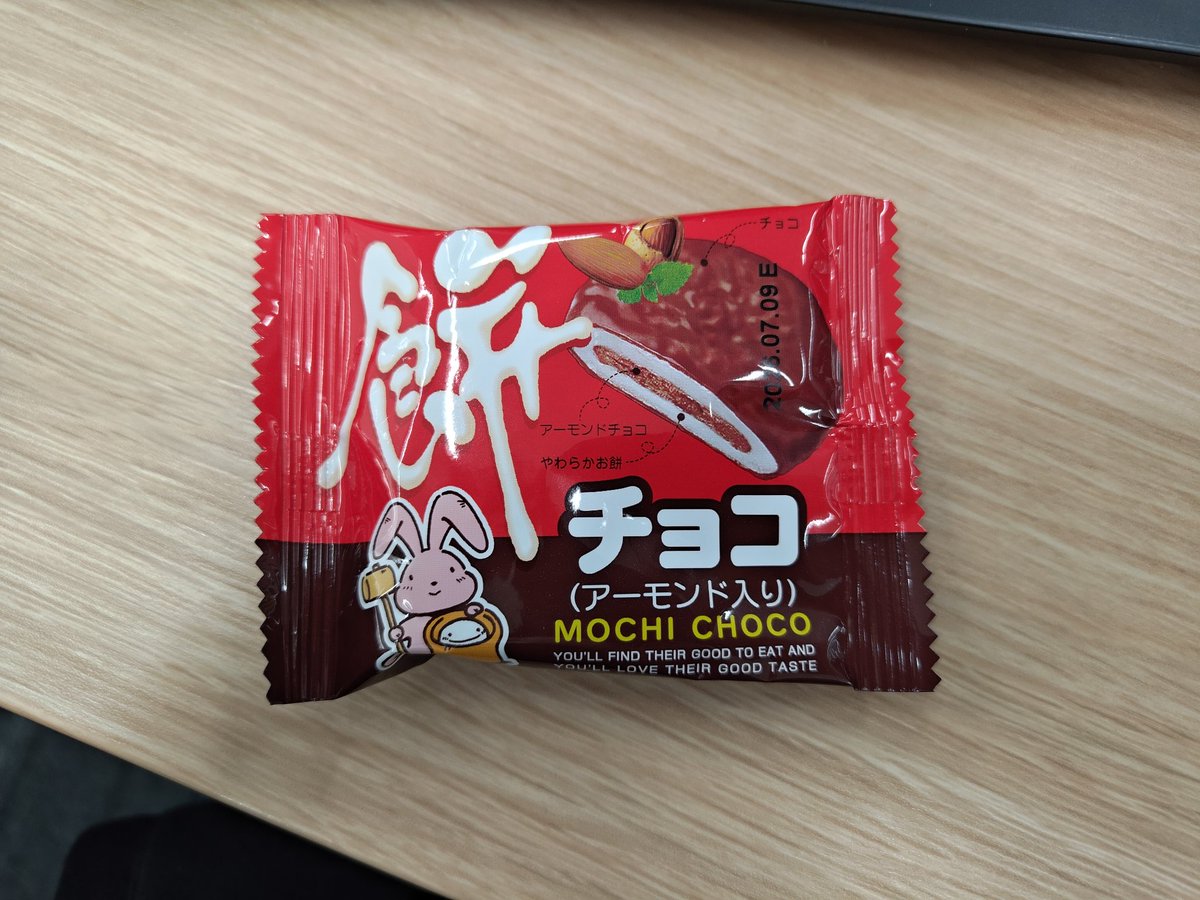 餅
チョコ
アーモンドチョコ
やわらかお餅
チョコ
(アーモンド入り)
MOCHI CHOCO
YOU'LL FIND THEIR GOOD TO EAT AND
YOU'LL LOVE THEIR GOOD TASTE
.07.09 E